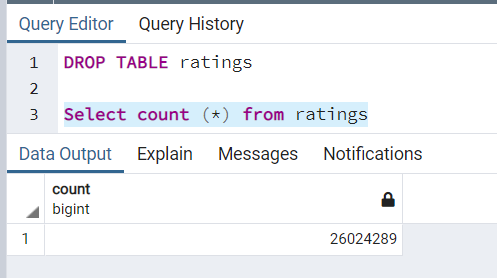 Query Editor Query History
1 DROP TABLE ratings
2
3 Select count (*) from ratings
Data Output Explain Messages Notifications
count
bigint
1 26024289